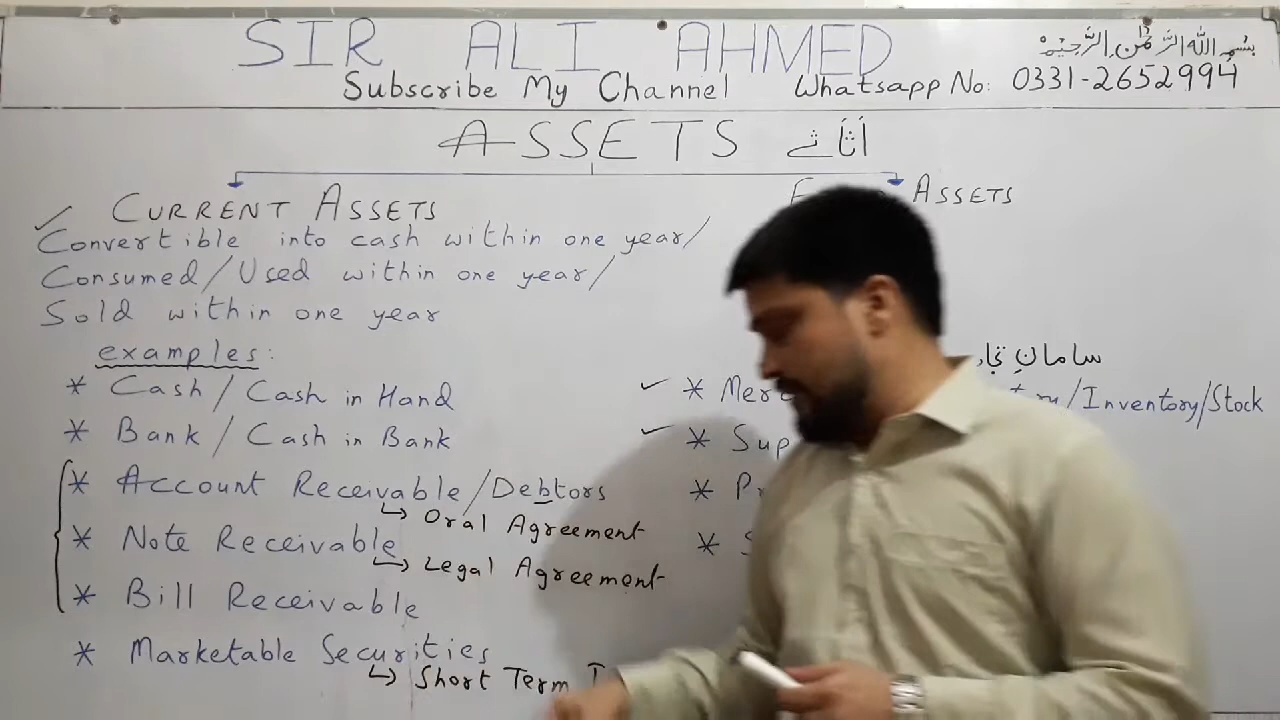 SIR ALI AHMED
بسم اللہ الرحمن الرحیم
Subscribe My Channel Whatsapp No: 0331-2652994
ASSETS اَثاَثے
CURRENT ASSETS
ASSETS
Convertible into cash within one year/
Consumed/Used within one year/
Sold within one year
examples:
* Cash/Cash in Hand
* Bank/Cash in Bank
* Account Receivable/Debtors
↳ Oral Agreement
* Note Receivable
↳ Legal Agreement
* Bill Receivable
* Marketable Securities
↳ Short Term
سامانِ
* /Inventory/Stock
*
*
*